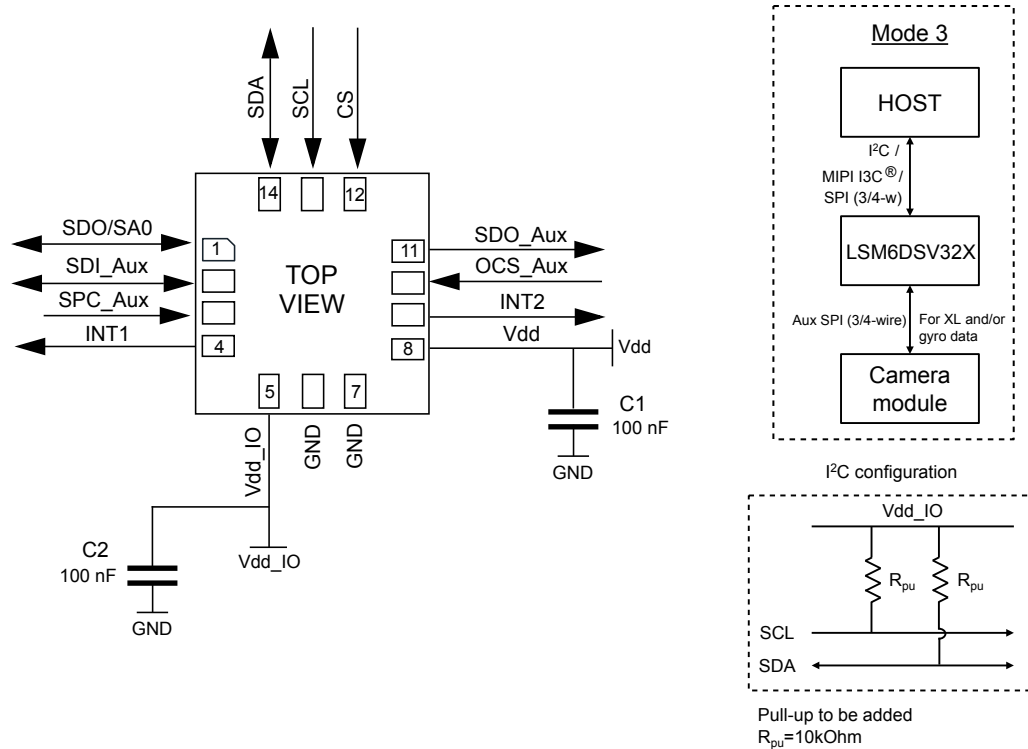 SDA
SCL
CS
14
12
SDO/SA0
SDI_Aux
SPC_Aux
INT1
1
4
TOP
VIEW
11
8
SDO_Aux
OCS_Aux
INT2
Vdd
Vdd
5
7
Vdd_IO
GND
GND
C1
100 nF
GND
C2
100 nF
GND
Vdd_IO
Mode 3
HOST
I²C /
MIPI I3C ®/
SPI (3/4-w)
LSM6DSV32X
Aux SPI (3/4-wire)
For XL and/or
gyro data
Camera
module
I²C configuration
Vdd_IO
Rpu
Rpu
SCL
SDA
Pull-up to be added
Rpu=10kOhm